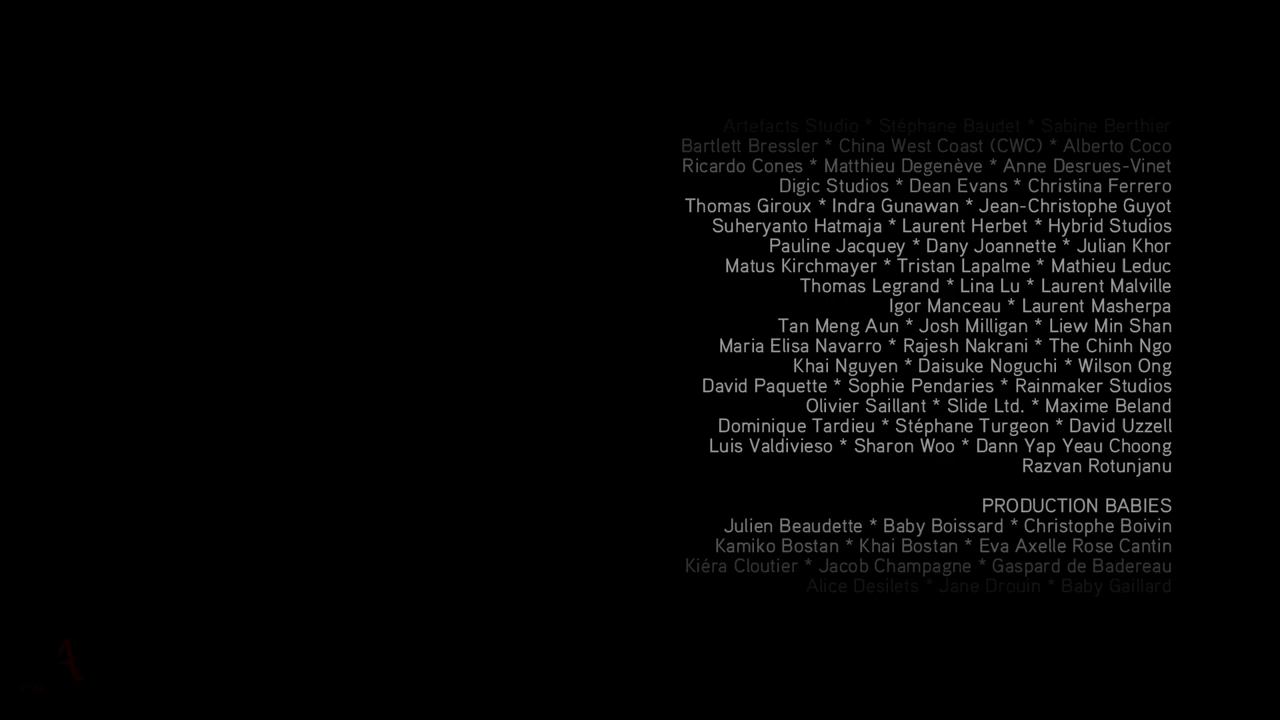 Artefacts Studio * Stéphane Baudet * Sabine Berthier
Bartlett Bressler * China West Coast (CWC) * Alberto Coco
Ricardo Cones * Matthieu Degenève * Anne Desrues-Vinet
Digic Studios * Dean Evans * Christina Ferrero
Thomas Giroux * Indra Gunawan * Jean-Christophe Guyot
Suheryanto Hatmaja * Laurent Herbet * Hybrid Studios
Pauline Jacquey * Dany Joannette * Julian Khor
Matus Kirchmayer * Tristan Lapalme * Mathieu Leduc
Thomas Legrand * Lina Lu * Laurent Malville
Igor Manceau * Laurent Masherpa
Tan Meng Aun * Josh Milligan * Liew Min Shan
Maria Elisa Navarro * Rajesh Nakrani * The Chinh Ngo
Khai Nguyen * Daisuke Noguchi * Wilson Ong
David Paquette * Sophie Pendaries * Rainmaker Studios
Olivier Saillant * Slide Ltd. * Maxime Beland
Dominique Tardieu * Stéphane Turgeon * David Uzzell
Luis Valdivieso * Sharon Woo * Dann Yap Yeau Choong
Razvan Rotunjanu
PRODUCTION BABIES
Julien Beaudette * Baby Boissard * Christophe Boivin
Kamiko Bostan * Khai Bostan * Eva Axelle Rose Cantin
Kiéra Cloutier * Jacob Champagne * Gaspard de Badereau
Alice Desilets * Jane Drouin * Baby Gaillard